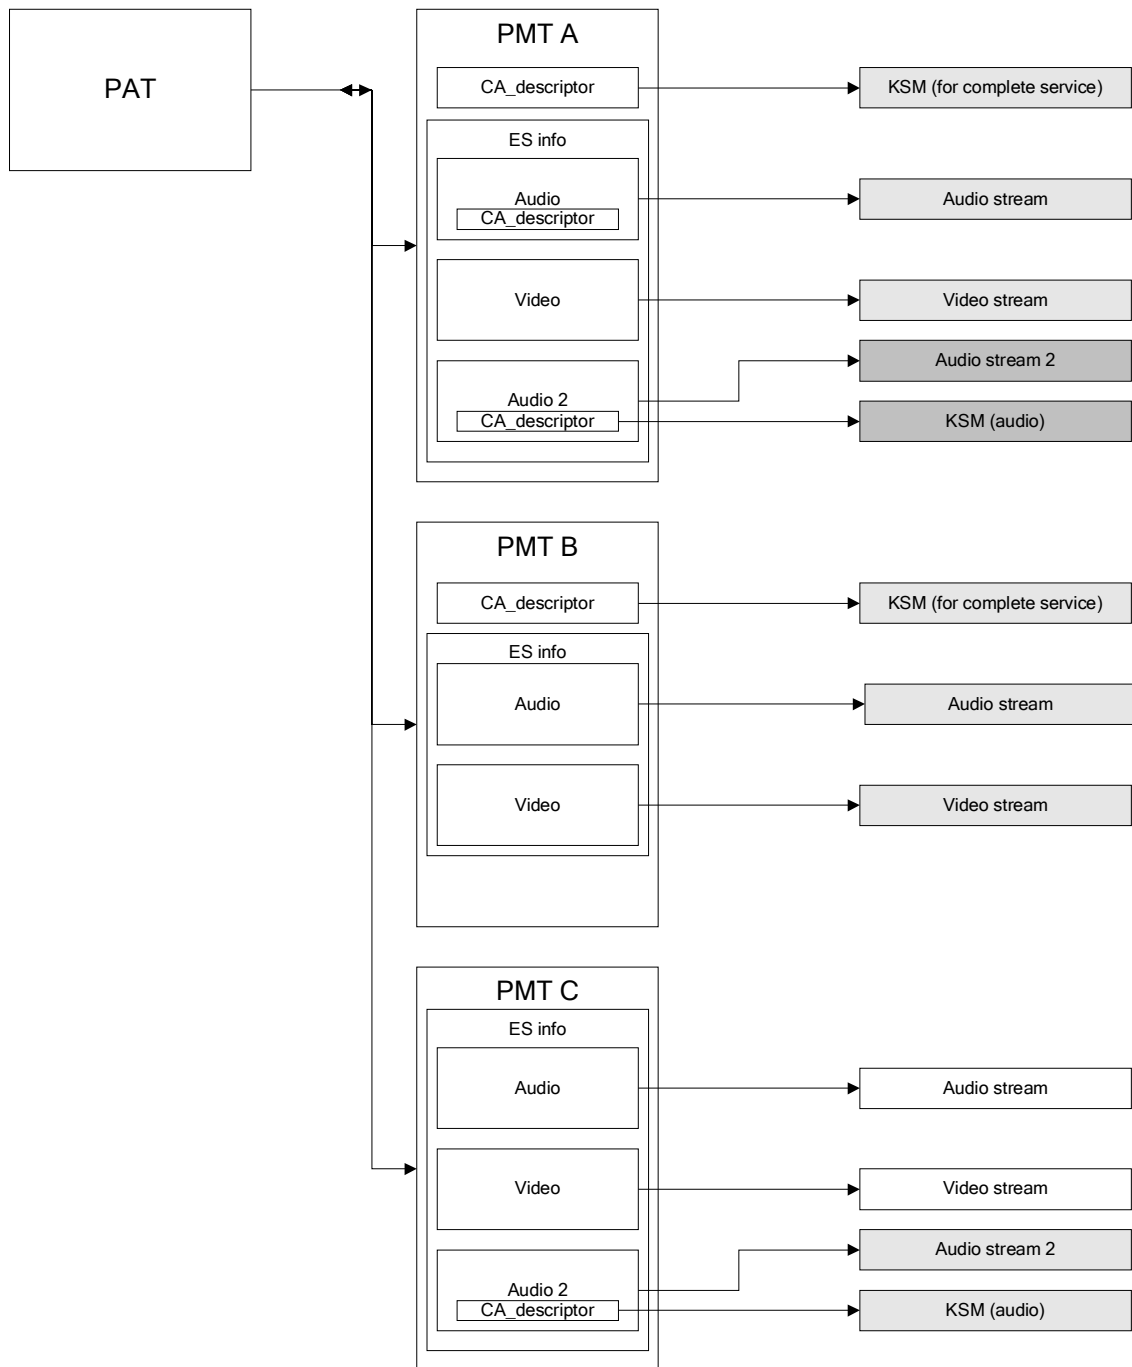 PAT
PMT A
CA_descriptor
KSM (for complete service)
ES info
Audio
CA_descriptor
Audio stream
Video
Video stream
Audio stream 2
Audio 2
CA_descriptor
KSM (audio)
PMT B
CA_descriptor
KSM (for complete service)
ES info
Audio
Audio stream
Video
Video stream
PMT C
ES info
Audio
Audio stream
Video
Video stream
Audio stream 2
Audio 2
CA_descriptor
KSM (audio)